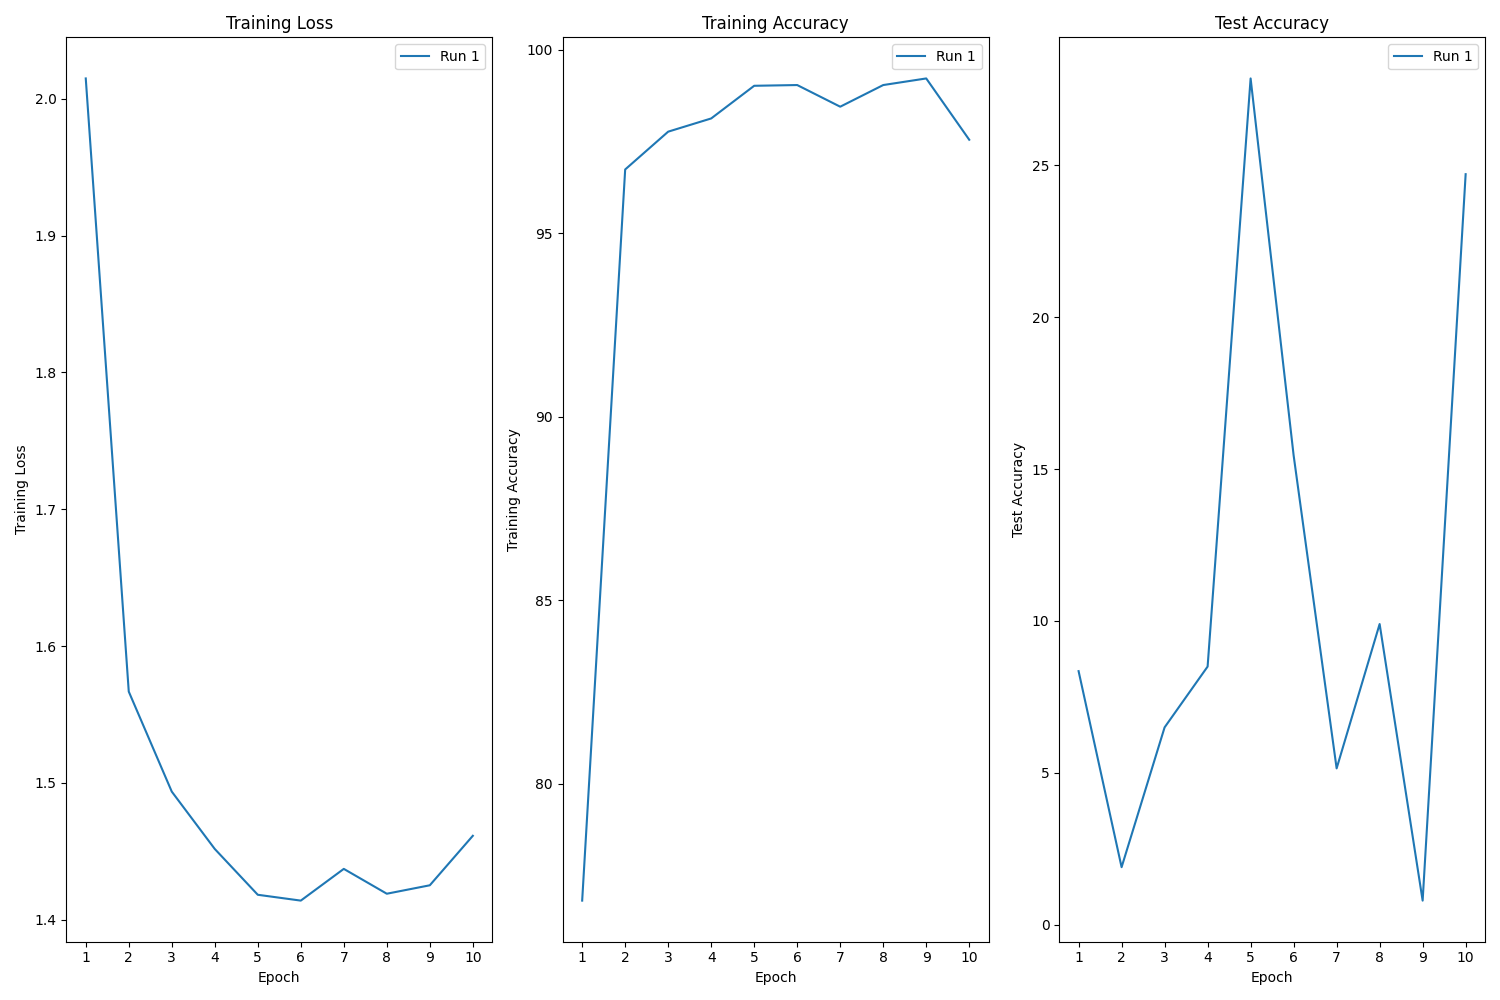 Training Loss
Run 1
2.0
1.9
1.8
1.7
1.6
1.5
1.4
Training Loss
1 2 3 4 5 6 7 8 9 10
Epoch
Training Accuracy
Run 1
100
95
90
85
80
Training Accuracy
1 2 3 4 5 6 7 8 9 10
Epoch
Test Accuracy
Run 1
25
20
15
10
5
0
Test Accuracy
1 2 3 4 5 6 7 8 9 10
Epoch